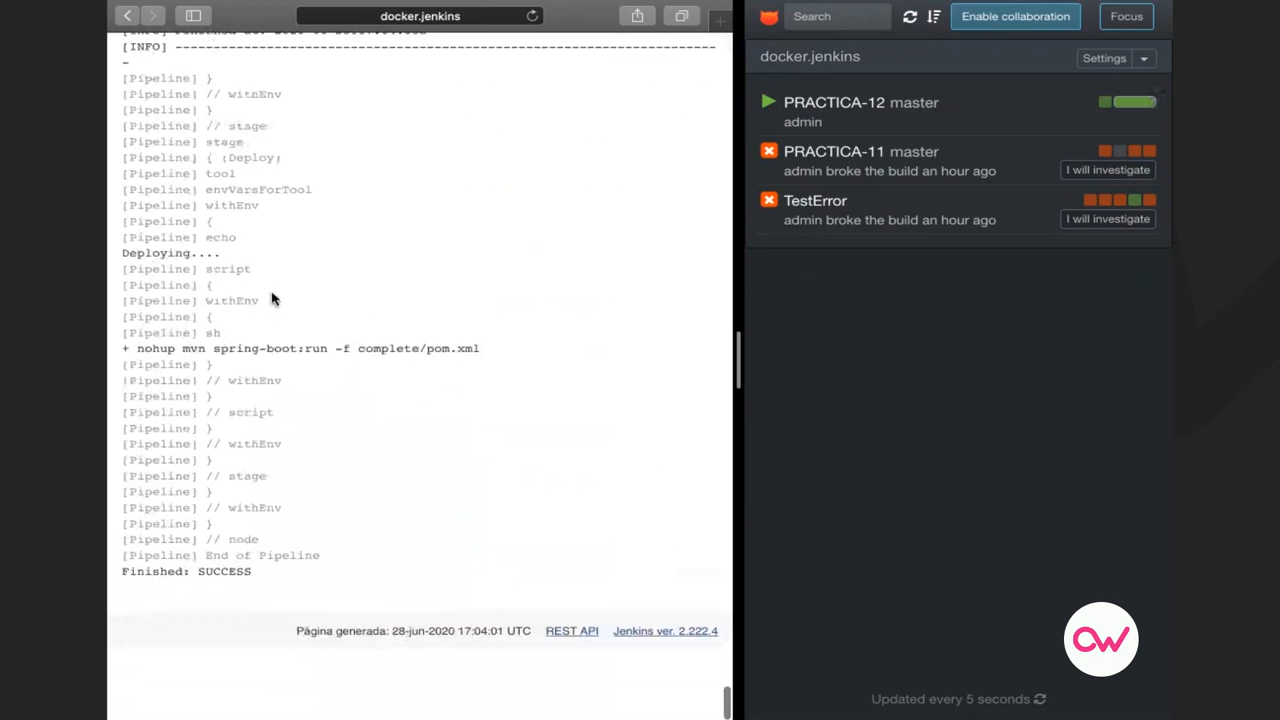 docker.jenkins
[INFO] ------------------------------------------------------------------------
-
[Pipeline] }
[Pipeline] // withEnv
[Pipeline] }
[Pipeline] // stage
[Pipeline] stage
[Pipeline] { (Deploy)
[Pipeline] tool
[Pipeline] envVarsForTool
[Pipeline] withEnv
[Pipeline] {
[Pipeline] echo
Deploying....
[Pipeline] script
[Pipeline] {
[Pipeline] withEnv
[Pipeline] {
[Pipeline] sh
+ nohup mvn spring-boot:run -f complete/pom.xml
[Pipeline] }
[Pipeline] // withEnv
[Pipeline] }
[Pipeline] // script
[Pipeline] }
[Pipeline] // withEnv
[Pipeline] }
[Pipeline] // stage
[Pipeline] }
[Pipeline] // withEnv
[Pipeline] }
[Pipeline] // node
[Pipeline] End of Pipeline
Finished: SUCCESS
Página generada: 28-jun-2020 17:04:01 UTC REST API Jenkins ver. 2.222.4
Search Enable collaboration Focus
docker.jenkins Settings
PRACTICA-12 master
admin
PRACTICA-11 master
admin broke the build an hour ago I will investigate
TestError
admin broke the build an hour ago I will investigate
Updated every 5 seconds